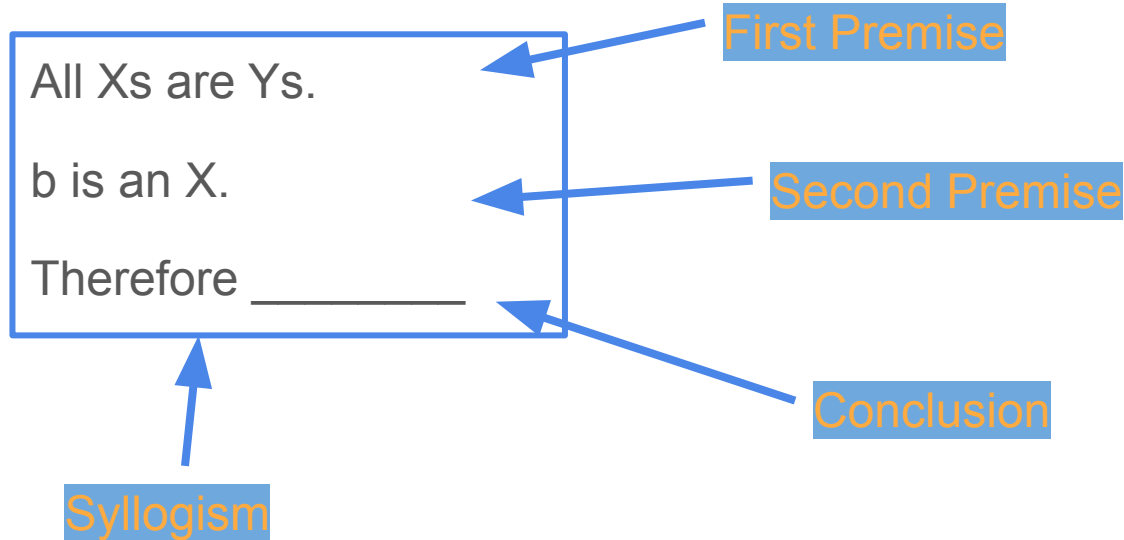 First Premise
All Xs are Ys.
b is an X.
Second Premise
Therefore ________
Conclusion
Syllogism